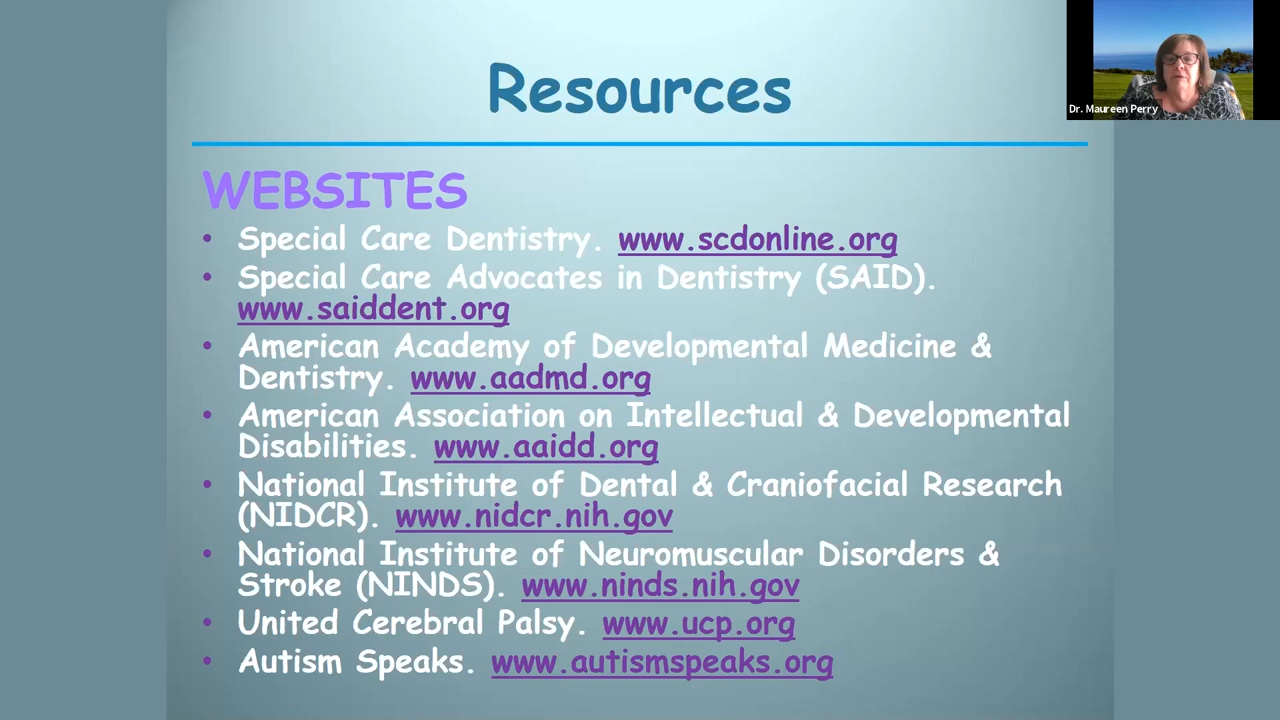 Resources
Dr. Maureen Perry
WEBSITES
• Special Care Dentistry. www.scdonline.org
• Special Care Advocates in Dentistry (SAID).
www.saiddent.org
• American Academy of Developmental Medicine &
Dentistry. www.aadmd.org
• American Association on Intellectual & Developmental
Disabilities. www.aaidd.org
• National Institute of Dental & Craniofacial Research
(NIDCR). www.nidcr.nih.gov
• National Institute of Neuromuscular Disorders &
Stroke (NINDS). www.ninds.nih.gov
• United Cerebral Palsy. www.ucp.org
• Autism Speaks. www.autismspeaks.org